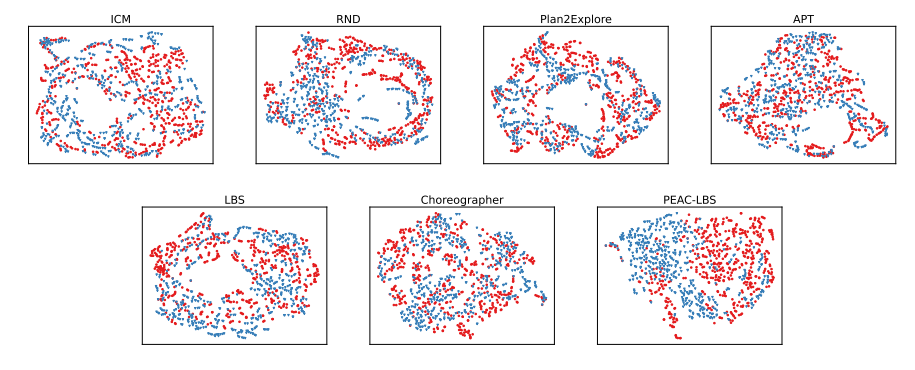 ICM
RND
Plan2Explore
APT
LBS
Choreographer
PEAC-LBS